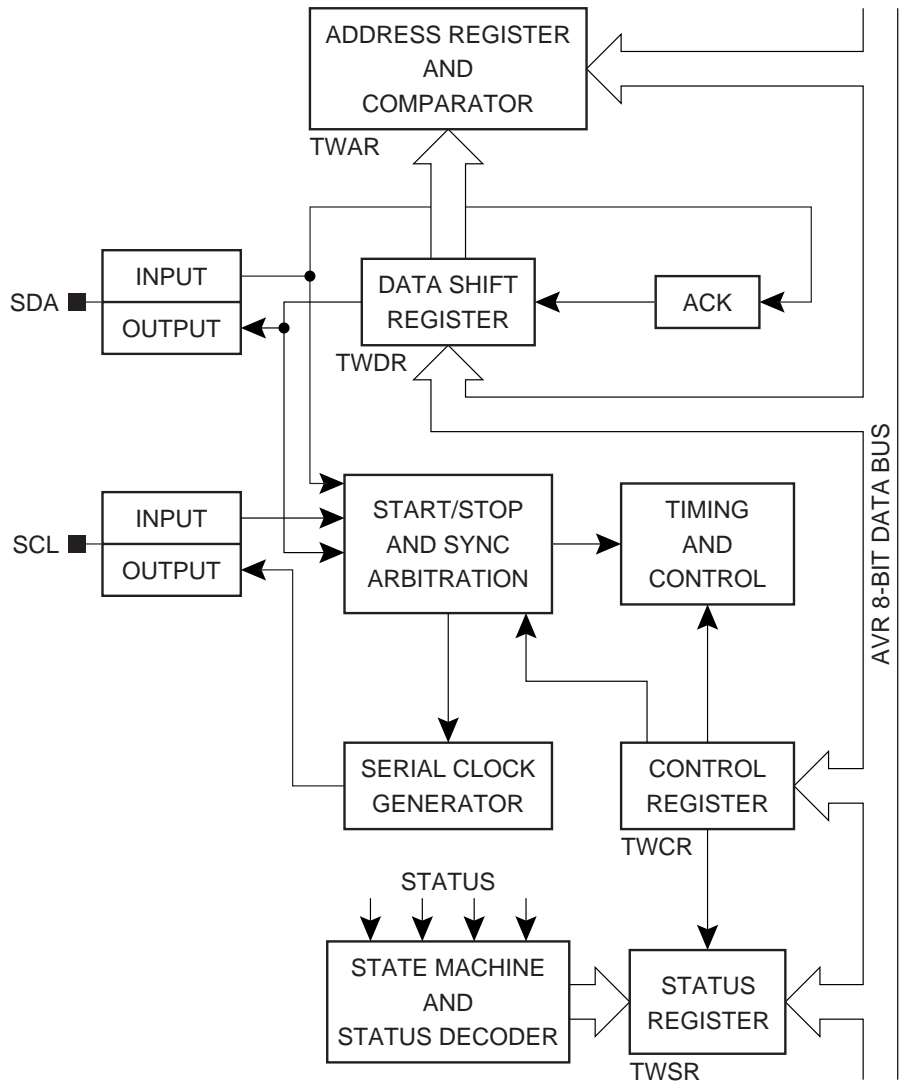 ADDRESS REGISTER
AND
COMPARATOR
TWAR
INPUT
SDA
OUTPUT
DATA SHIFT
REGISTER
TWDR
ACK
INPUT
SCL
OUTPUT
START/STOP
AND SYNC
ARBITRATION
TIMING
AND
CONTROL
AVR 8-BIT DATA BUS
SERIAL CLOCK
GENERATOR
CONTROL
REGISTER
TWCR
STATUS
STATE MACHINE
AND
STATUS DECODER
STATUS
REGISTER
TWSR